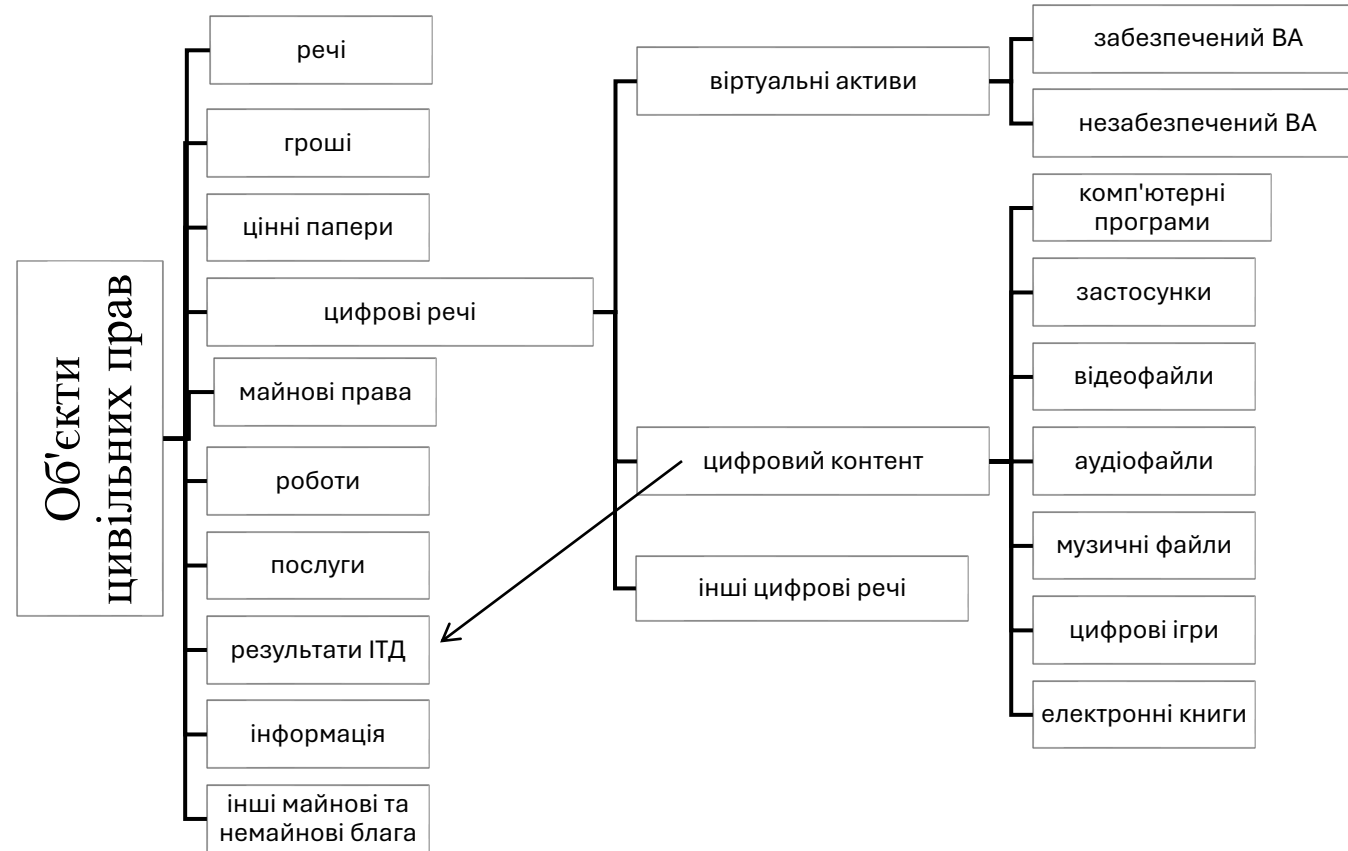 Об'єкти
цивільних прав
речі
гроші
цінні папери
цифрові речі
майнові права
роботи
послуги
результати ІТД
інформація
інші майнові та
немайнові блага
віртуальні активи
цифровий контент
інші цифрові речі
забезпечений ВА
незабезпечений ВА
комп'ютерні
програми
застосунки
відеофайли
аудіофайли
музичні файли
цифрові ігри
електронні книги